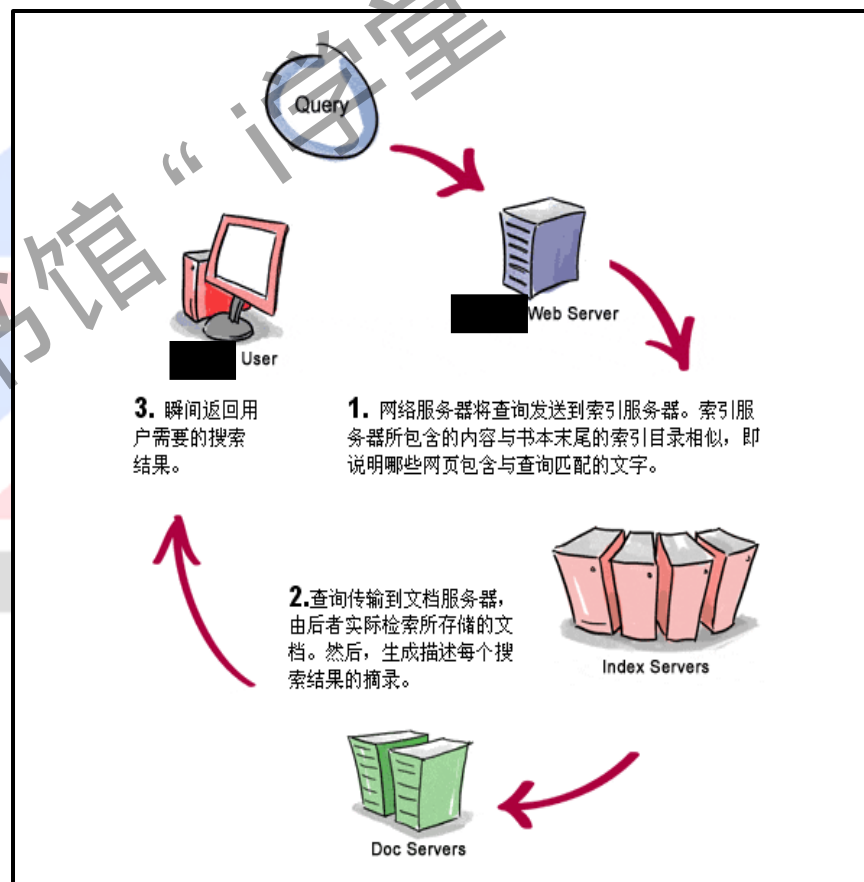 书馆“i学堂
Query
Web Server
User
1. 网络服务器将查询发送到索引服务器。索引服
务器所包含的内容与书本末尾的索引目录相似，即
说明哪些网页包含与查询匹配的文字。
3. 瞬间返回用
户需要的搜索
结果。
2.查询传输到文档服务器，
由后者实际检索所存储的文
档。然后，生成描述每个搜
索结果的摘录。
Index Servers
Doc Servers